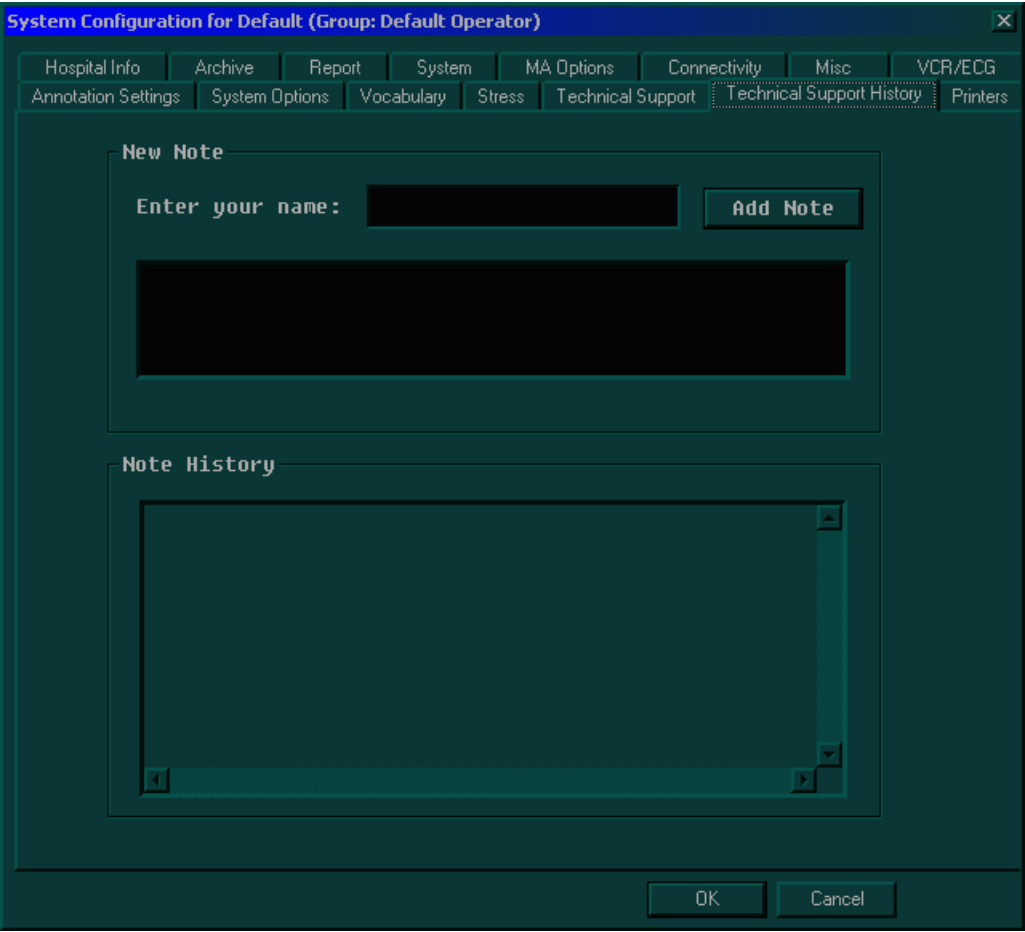 System Configuration for Default (Group: Default Operator)
Hospital Info Archive Report System MA Options Connectivity Misc VCR/ECG
Annotation Settings System Options Vocabulary Stress Technical Support Technical Support History Printers
New Note
Enter your name: Add Note
Note History
OK Cancel